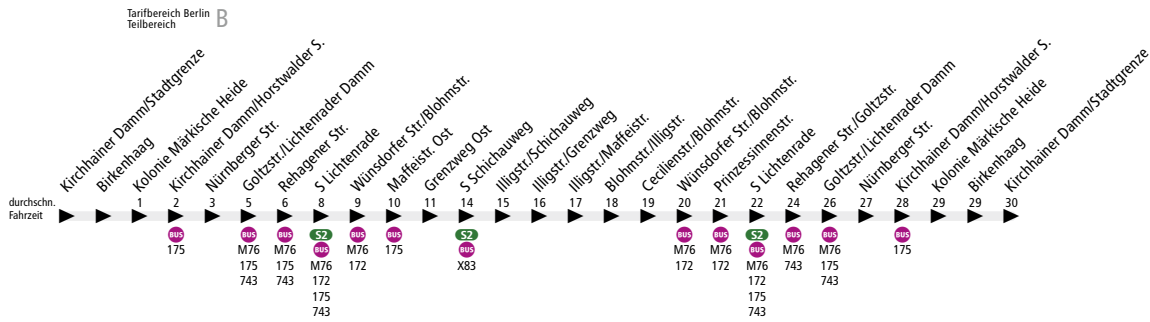 Tarifbereich Berlin
Teilbereich
B
Kirchhainer Damm/Stadtgrenze
Birkenhaag
Kolonie Märkische Heide
Kirchhainer Damm/Horstwalder S.
Nürnberger Str.
Goltzstr./Lichtenrader Damm
Rehagener Str.
S Lichtenrade
Wünsdorfer Str./Blohmstr.
Maffeistr. Ost
Grenzweg Ost
S Schichauweg
Illigstr./Schichauweg
Illigstr./Grenzweg
Illigstr./Maffeistr.
Blohmstr./Illigstr.
Cecilienstr./Blohmstr.
Wünsdorfer Str./Blohmstr.
Prinzessinnenstr.
S Lichtenrade
Rehagener Str./Goltzstr.
Goltzstr./Lichtenrader Damm
Nürnberger Str.
Kirchhainer Damm/Horstwalder S.
Kolonie Märkische Heide
Birkenhaag
Kirchhainer Damm/Stadtgrenze
durchschn.
Fahrzeit
1 2 3 5 6 8 9 10 11 14 15 16 17 18 19 20 21 22 24 26 27 28 29 29 30
BUS
175
BUS
M76
175
743
BUS
M76
175
743
S2
BUS
M76
172
175
743
BUS
M76
172
BUS
175
S2
BUS
X83
BUS
M76
172
BUS
M76
172
S2
BUS
M76
172
175
743
BUS
M76
743
BUS
M76
175
743
BUS
175